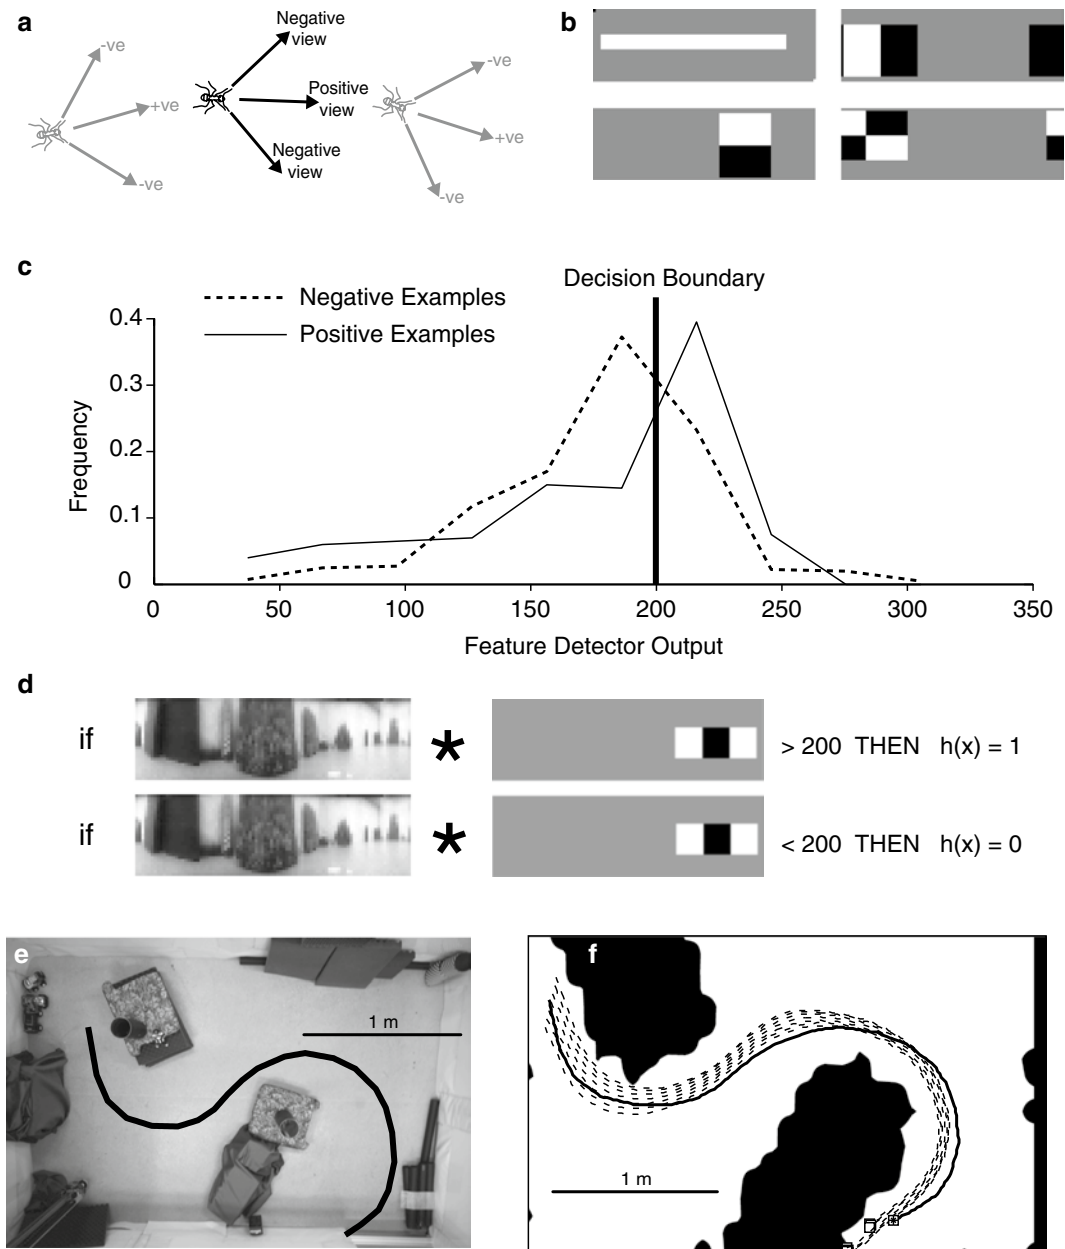 a
Negative
view
-ve
+ve
-ve
Positive
view
Negative
view
-ve
+ve
-ve
b
c
Decision Boundary
Negative Examples
Positive Examples
Frequency
0.4
0.3
0.2
0.1
0
0 50 100 150 200 250 300 350
Feature Detector Output
d
if * > 200 THEN h(x) = 1
if * < 200 THEN h(x) = 0
e
1 m
f
1 m